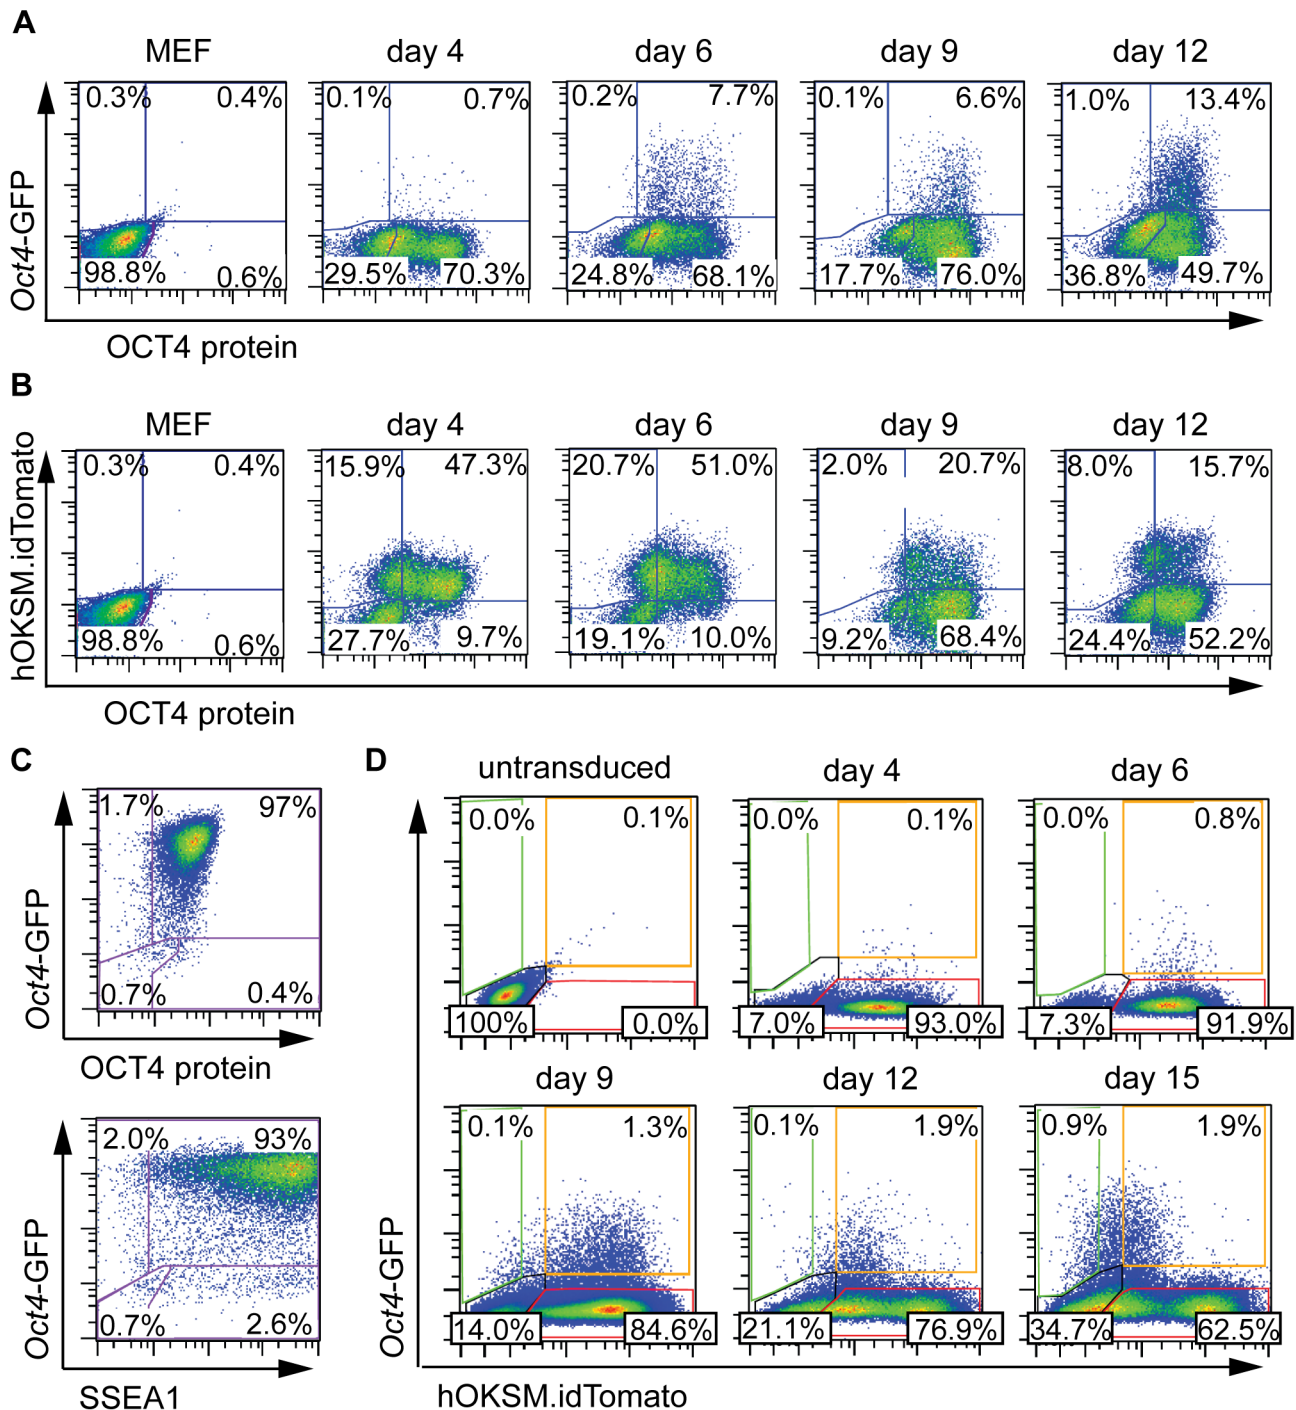 A
MEF day 4 day 6 day 9 day 12
0.3% 0.4% 0.1% 0.7% 0.2% 7.7% 0.1% 6.6% 1.0% 13.4%
Oct4-GFP
98.8% 0.6% 29.5% 70.3% 24.8% 68.1% 17.7% 76.0% 36.8% 49.7%
OCT4 protein
B
MEF day 4 day 6 day 9 day 12
0.3% 0.4% 15.9% 47.3% 20.7% 51.0% 2.0% 20.7% 8.0% 15.7%
hOKSM.idTomato
98.8% 0.6% 27.7% 9.7% 19.1% 10.0% 9.2% 68.4% 24.4% 52.2%
OCT4 protein
C
1.7% 97%
Oct4-GFP
0.7% 0.4%
OCT4 protein
2.0% 93%
Oct4-GFP
0.7% 2.6%
SSEA1
D
untransduced day 4 day 6
0.0% 0.1% 0.0% 0.1% 0.0% 0.8%
100% 0.0% 7.0% 93.0% 7.3% 91.9%
day 9 day 12 day 15
0.1% 1.3% 0.1% 1.9% 0.9% 1.9%
Oct4-GFP
14.0% 84.6% 21.1% 76.9% 34.7% 62.5%
hOKSM.idTomato